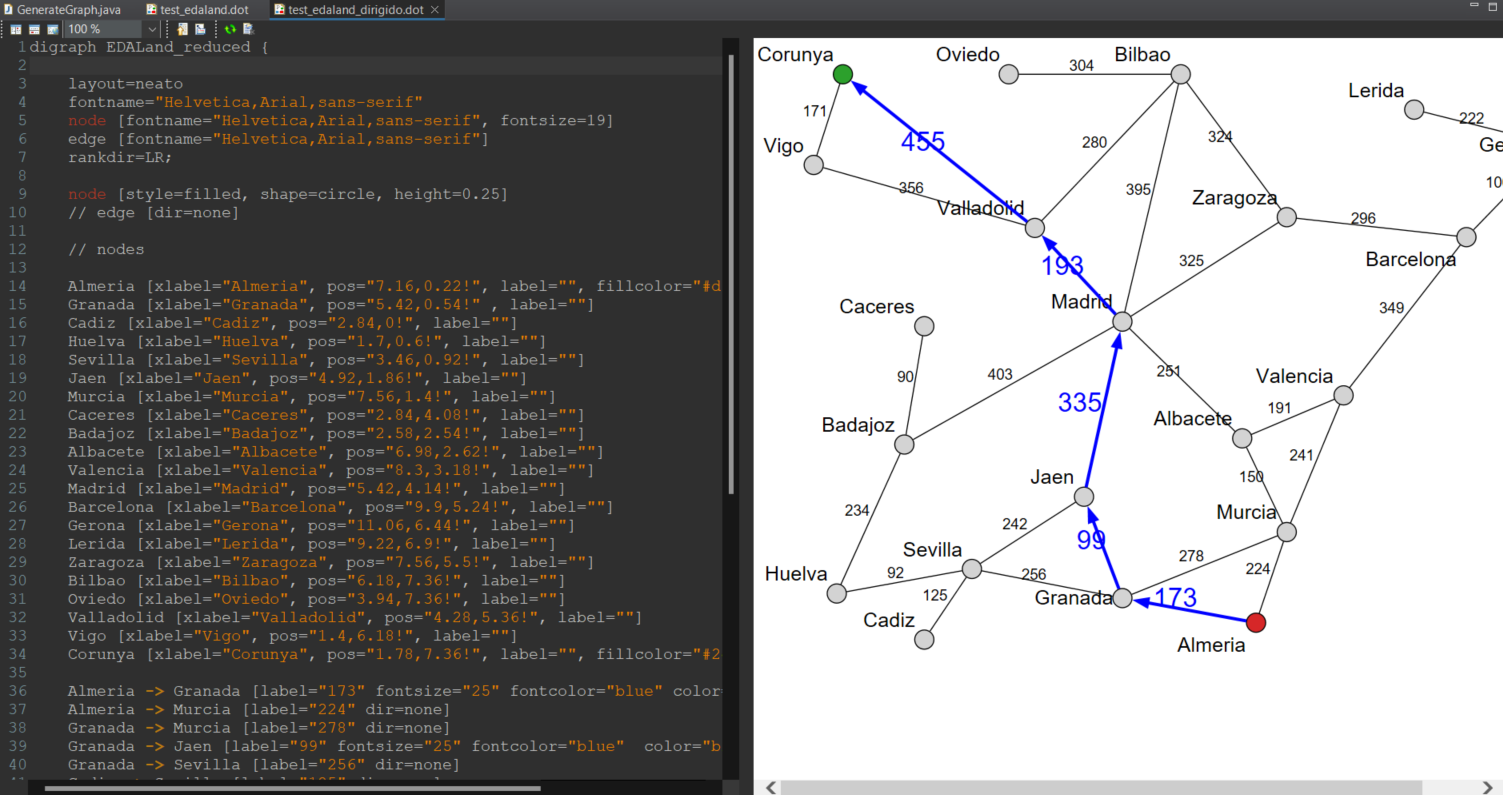 GenerateGraph.java test_edaland.dot test_edaland_dirigido.dot
100 %
1 digraph EDALand_reduced {
2
3 layout=neato
4 fontname="Helvetica,Arial,sans-serif"
5 node [fontname="Helvetica,Arial,sans-serif", fontsize=19]
6 edge [fontname="Helvetica,Arial,sans-serif"]
7 rankdir=LR;
8
9 node [style=filled, shape=circle, height=0.25]
10 // edge [dir=none]
11
12 // nodes
13
14 Almeria [xlabel="Almeria", pos="7.16,0.22!", label="", fillcolor="#d
15 Granada [xlabel="Granada", pos="5.42,0.54!" , label=""]
16 Cadiz [xlabel="Cadiz", pos="2.84,0!", label=""]
17 Huelva [xlabel="Huelva", pos="1.7,0.6!", label=""]
18 Sevilla [xlabel="Sevilla", pos="3.46,0.92!", label=""]
19 Jaen [xlabel="Jaen", pos="4.92,1.86!", label=""]
20 Murcia [xlabel="Murcia", pos="7.56,1.4!", label=""]
21 Caceres [xlabel="Caceres", pos="2.84,4.08!", label=""]
22 Badajoz [xlabel="Badajoz", pos="2.58,2.54!", label=""]
23 Albacete [xlabel="Albacete", pos="6.98,2.62!", label=""]
24 Valencia [xlabel="Valencia", pos="8.3,3.18!", label=""]
25 Madrid [xlabel="Madrid", pos="5.42,4.14!", label=""]
26 Barcelona [xlabel="Barcelona", pos="9.9,5.24!", label=""]
27 Gerona [xlabel="Gerona", pos="11.06,6.44!", label=""]
28 Lerida [xlabel="Lerida", pos="9.22,6.9!", label=""]
29 Zaragoza [xlabel="Zaragoza", pos="7.56,5.5!", label=""]
30 Bilbao [xlabel="Bilbao", pos="6.18,7.36!", label=""]
31 Oviedo [xlabel="Oviedo", pos="3.94,7.36!", label=""]
32 Valladolid [xlabel="Valladolid", pos="4.28,5.36!", label=""]
33 Vigo [xlabel="Vigo", pos="1.4,6.18!", label=""]
34 Corunya [xlabel="Corunya", pos="1.78,7.36!", label="", fillcolor="#2
35
36 Almeria -> Granada [label="173" fontsize="25" fontcolor="blue" color=
37 Almeria -> Murcia [label="224" dir=none]
38 Granada -> Murcia [label="278" dir=none]
39 Granada -> Jaen [label="99" fontsize="25" fontcolor="blue"  color="b
40 Granada -> Sevilla [label="256" dir=none]
Corunya Oviedo Bilbao
304
Lerida
171
455
222
280
324
Vigo
Ge
356
395
10
Valladolid
Zaragoza
296
193
325
Barcelona
Madrid
Caceres
349
90
403
251
Valencia
335
191
Badajoz
Albacete
241
Jaen
150
234
Murcia
242
99
Sevilla
278
224
Huelva
92
256
125
Granada
173
Cadiz
Almeria